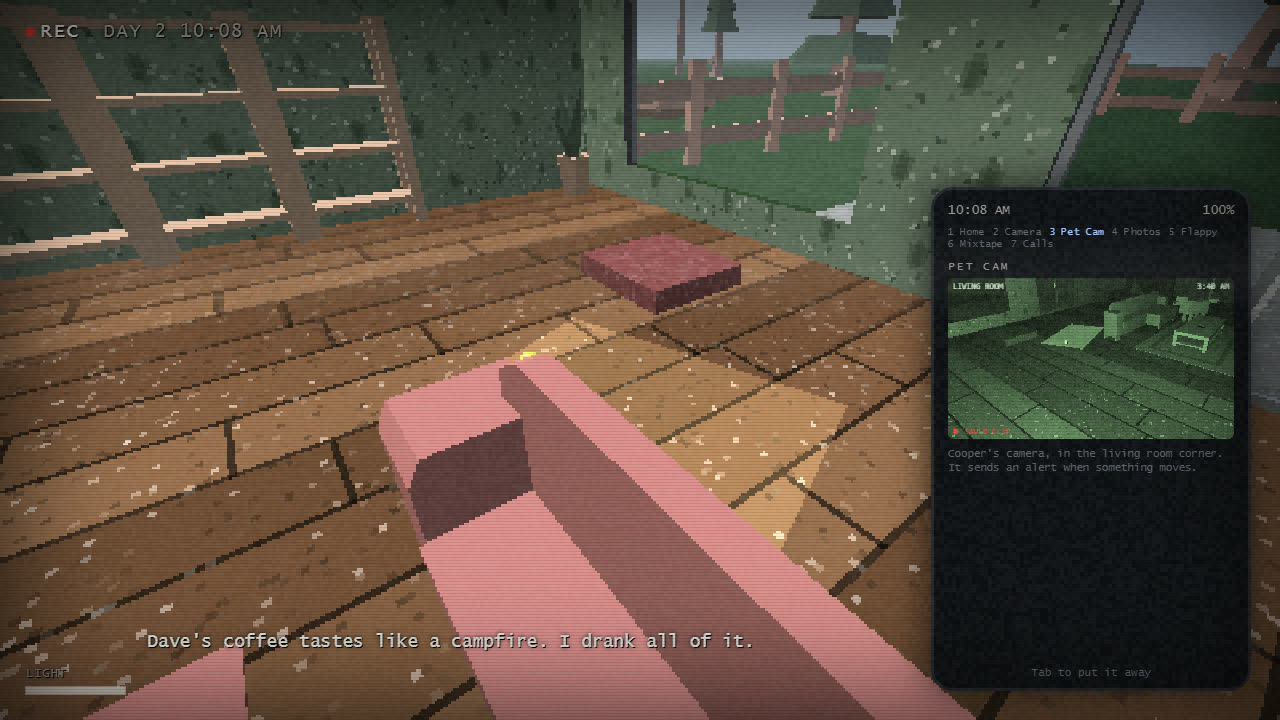 REC DAY 2 10:08 AM
10:08 AM 100%
1 Home 2 Camera 3 Pet Cam 4 Photos 5 Flappy
6 Mixtape 7 Calls
PET CAM
LIVING ROOM 3:40 AM
Cooper's camera, in the living room corner.
It sends an alert when something moves.
Dave's coffee tastes like a campfire. I drank all of it.
LIGHT
Tab to put it away